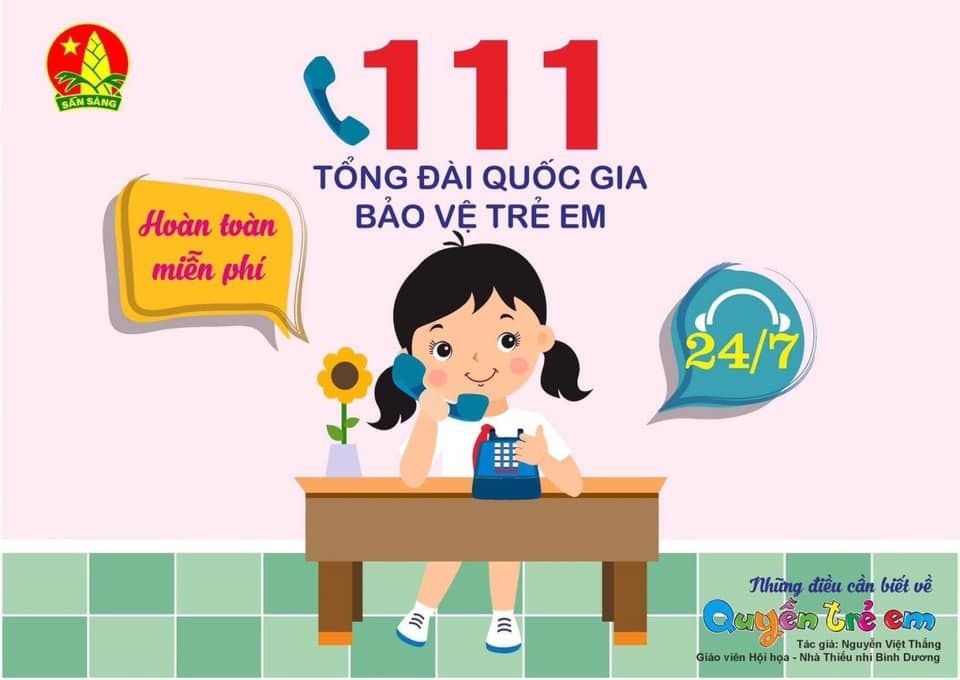 SẴN SÀNG
111
TỔNG ĐÀI QUỐC GIA
BẢO VỆ TRẺ EM
Hoàn toàn
miễn phí
24/7
Những điều cần biết về
Quyền trẻ em
Tác giả: Nguyễn Việt Thắng
Giáo viên Hội họa - Nhà Thiếu nhi Bình Dương